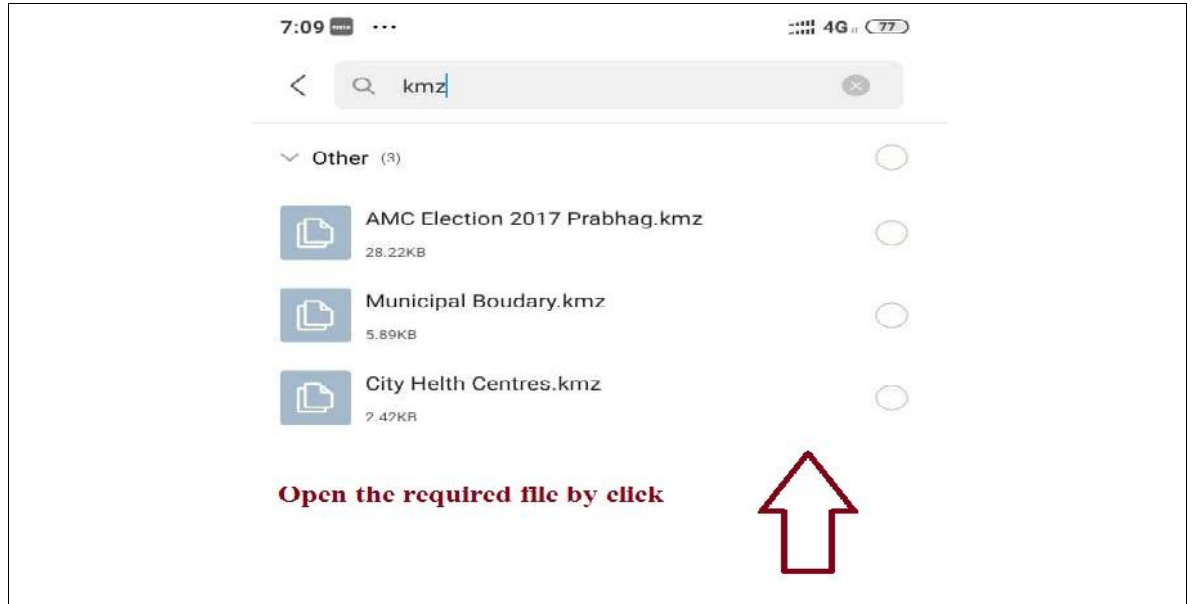 7:09 ... 4G 77
kmz
Other (3)
AMC Election 2017 Prabhag.kmz
28.22KB
Municipal Boudary.kmz
5.89KB
City Helth Centres.kmz
2.42KB
Open the required file by click